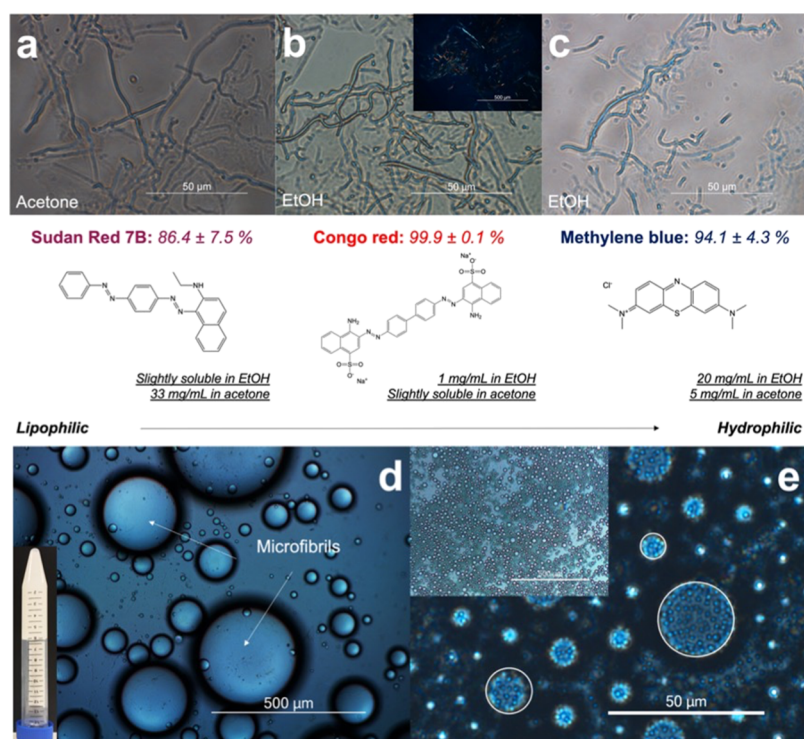 a
b
c
500 µm
50 µm
50 µm
50 µm
Acetone
EtOH
EtOH
Sudan Red 7B: 86.4 ± 7.5 %
Congo red: 99.9 ± 0.1 %
Methylene blue: 94.1 ± 4.3 %
N
N
N
N
NH
NH₂
N
N
N
N
NH₂
Na⁺
O⁻
O=S=O
O=S=O
O⁻
Na⁺
Cl⁻
N
N⁺
S
N
Slightly soluble in EtOH
33 mg/mL in acetone
1 mg/mL in EtOH
Slightly soluble in acetone
20 mg/mL in EtOH
5 mg/mL in acetone
Lipophilic
Hydrophilic
d
e
Microfibrils
500 µm
50 µm